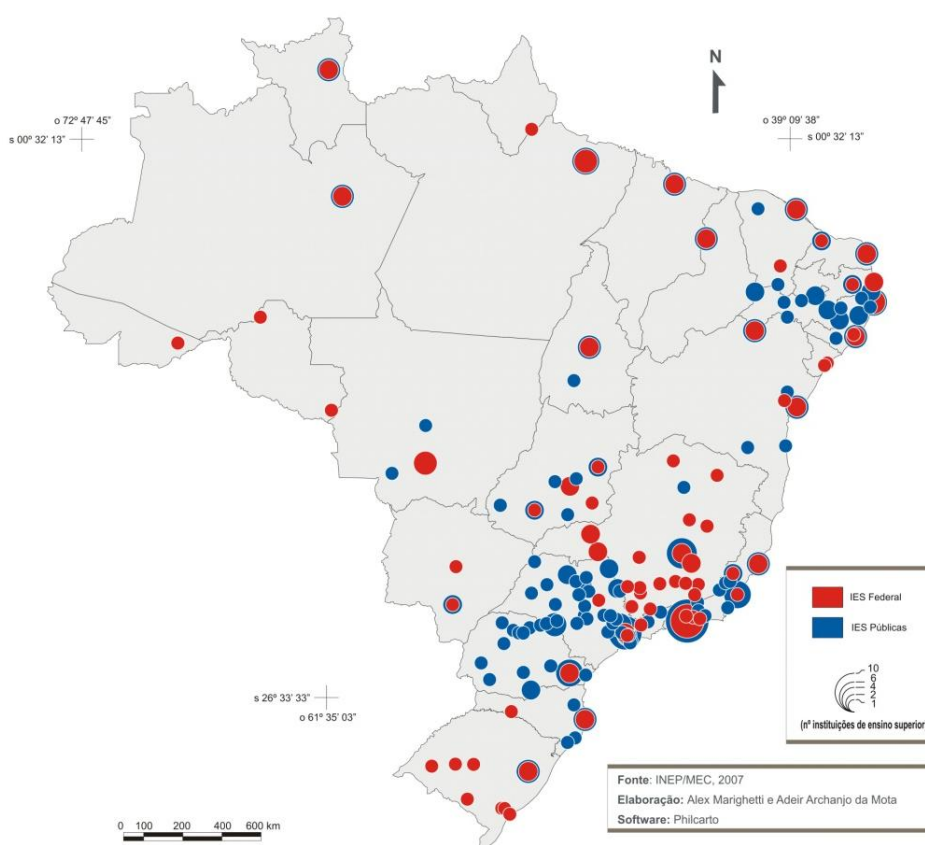 N
o 72º 47' 45"
s 00º 32' 13"
o 39º 09' 38"
s 00º 32' 13"
IES Federal
IES Públicas
10
6
4
2
1
(nº instituições de ensino superior
s 26º 33' 33"
o 61º 35' 03"
Fonte: INEP/MEC, 2007
Elaboração: Alex Marighetti e Adeir Archanjo da Mota
Software: Philcarto
0 100 200 400 600 km